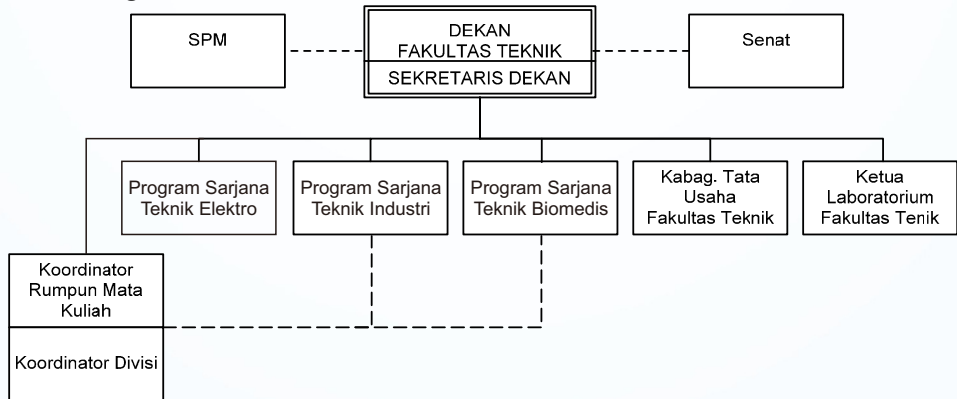 SPM
DEKAN
FAKULTAS TEKNIK
SEKRETARIS DEKAN
Senat
Program Sarjana
Teknik Elektro
Program Sarjana
Teknik Industri
Program Sarjana
Teknik Biomedis
Kabag. Tata
Usaha
Fakultas Teknik
Ketua
Laboratorium
Fakultas Tenik
Koordinator
Rumpun Mata
Kuliah
Koordinator Divisi